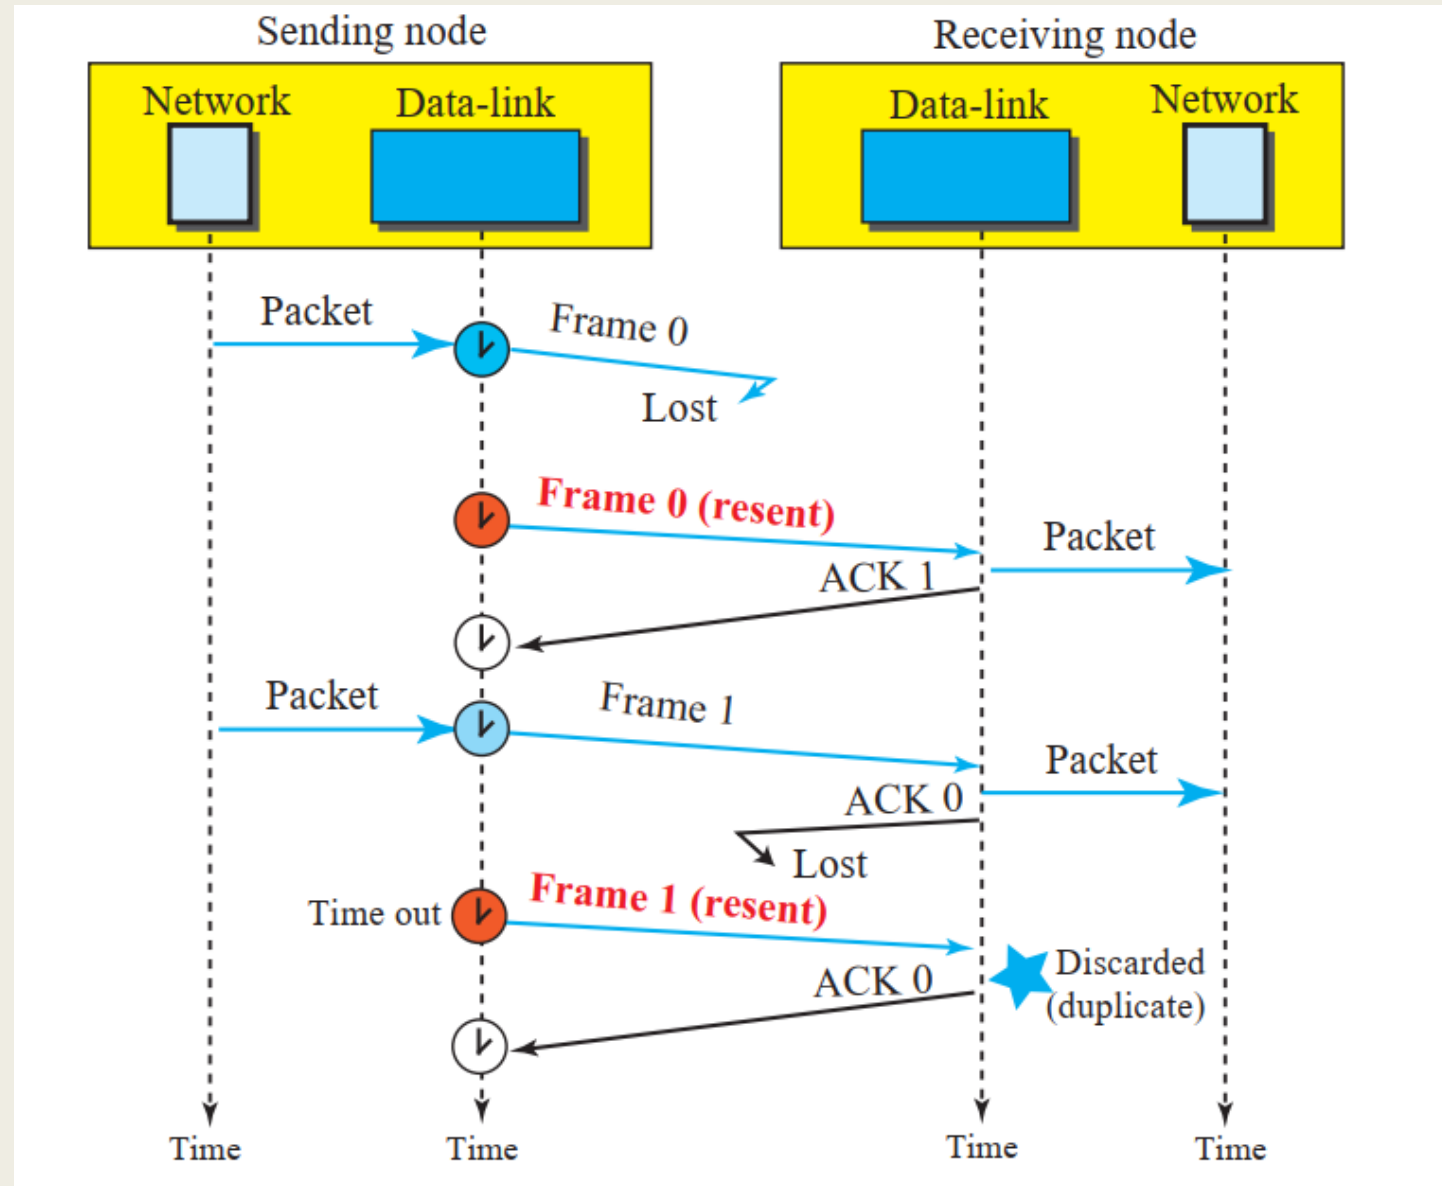 Sending node
Receiving node
Network
Data-link
Data-link
Network
Packet
Frame 0
Lost
Frame 0 (resent)
Packet
ACK 1
Packet
Frame 1
Packet
ACK 0
Lost
Time out
Frame 1 (resent)
Discarded
(duplicate)
ACK 0
Time
Time
Time
Time